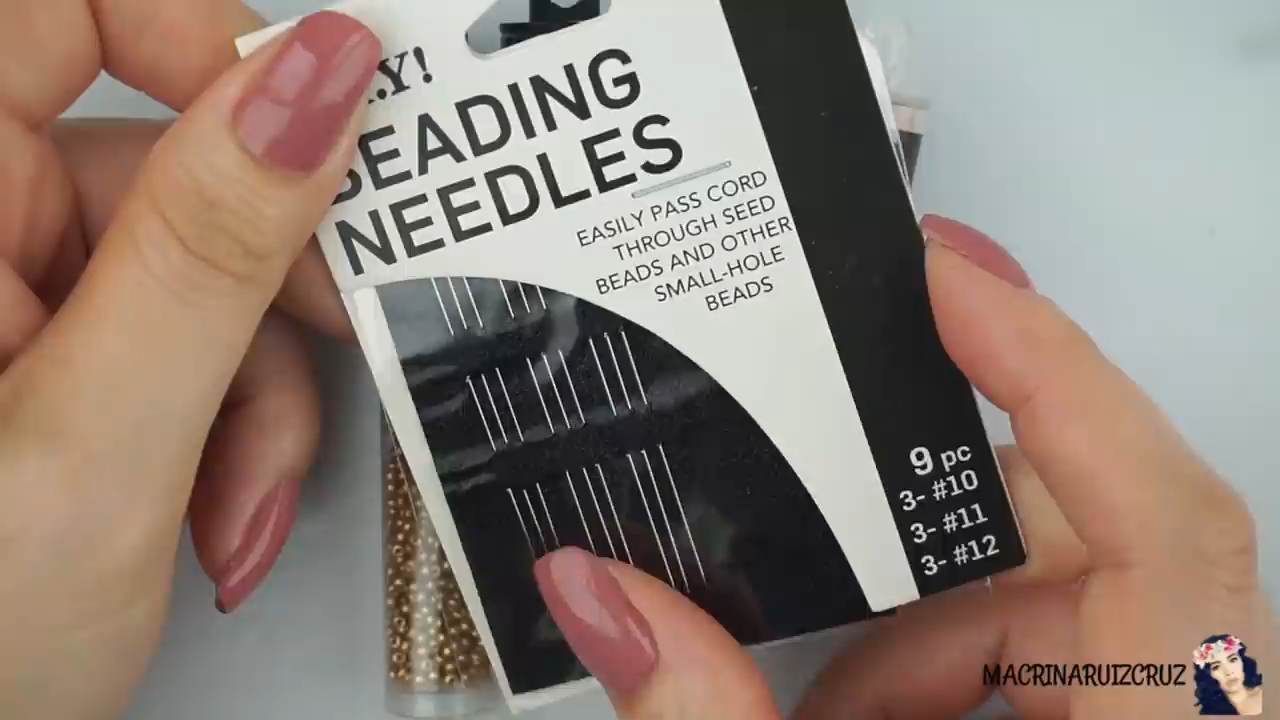 .Y!
BEADING
NEEDLES
EASILY PASS CORD
THROUGH SEED
BEADS AND OTHER
SMALL-HOLE
BEADS
9 pc
3- #10
3- #11
3- #12
MACRINARUIZCRUZ